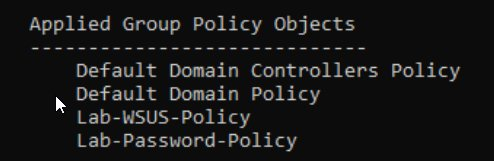 Applied Group Policy Objects
-----------------------------
Default Domain Controllers Policy
Default Domain Policy
Lab-WSUS-Policy
Lab-Password-Policy